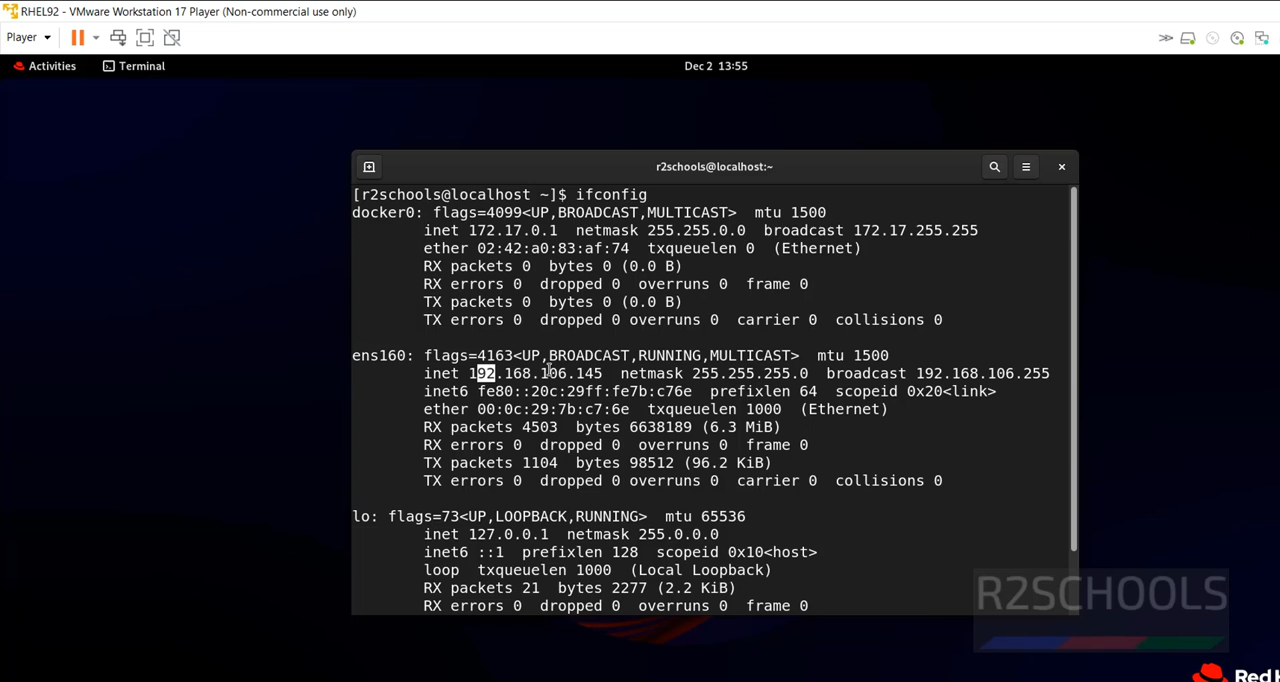 RHEL92 - VMware Workstation 17 Player (Non-commercial use only)
Player
Activities Terminal Dec 2 13:55
r2schools@localhost:~
[r2schools@localhost ~]$ ifconfig
docker0: flags=4099<UP,BROADCAST,MULTICAST> mtu 1500
inet 172.17.0.1 netmask 255.255.0.0 broadcast 172.17.255.255
ether 02:42:a0:83:af:74 txqueuelen 0 (Ethernet)
RX packets 0 bytes 0 (0.0 B)
RX errors 0 dropped 0 overruns 0 frame 0
TX packets 0 bytes 0 (0.0 B)
TX errors 0 dropped 0 overruns 0 carrier 0 collisions 0
ens160: flags=4163<UP,BROADCAST,RUNNING,MULTICAST> mtu 1500
inet 192.168.106.145 netmask 255.255.255.0 broadcast 192.168.106.255
inet6 fe80::20c:29ff:fe7b:c76e prefixlen 64 scopeid 0x20<link>
ether 00:0c:29:7b:c7:6e txqueuelen 1000 (Ethernet)
RX packets 4503 bytes 6638189 (6.3 MiB)
RX errors 0 dropped 0 overruns 0 frame 0
TX packets 1104 bytes 98512 (96.2 KiB)
TX errors 0 dropped 0 overruns 0 carrier 0 collisions 0
lo: flags=73<UP,LOOPBACK,RUNNING> mtu 65536
inet 127.0.0.1 netmask 255.0.0.0
inet6 ::1 prefixlen 128 scopeid 0x10<host>
loop txqueuelen 1000 (Local Loopback)
RX packets 21 bytes 2277 (2.2 KiB)
RX errors 0 dropped 0 overruns 0 frame 0
R2SCHOOLS
Red